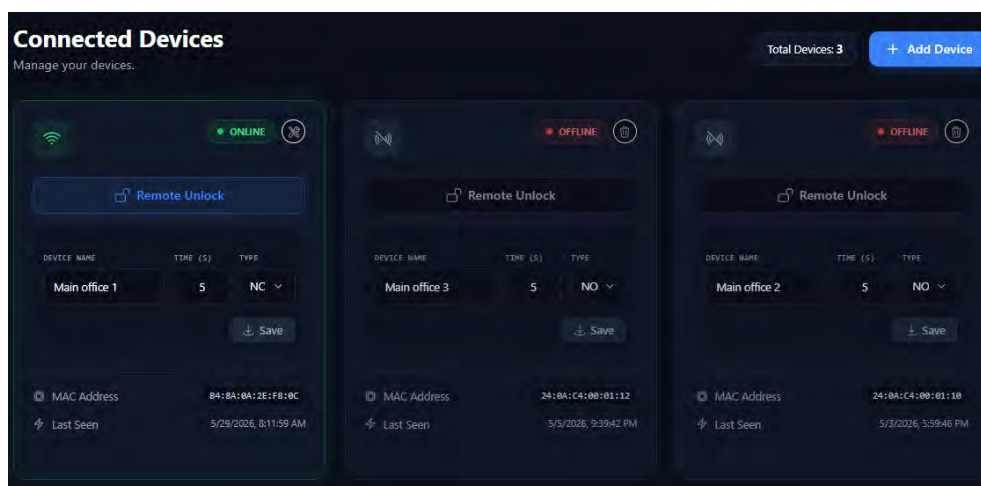 Connected Devices
Manage your devices.
Total Devices: 3
+ Add Device
ONLINE
Remote Unlock
DEVICE NAME TIME (S) TYPE
Main office 1 5 NC
Save
MAC Address B4:8A:0A:2E:F8:0C
Last Seen 5/29/2026, 8:11:59 AM
OFFLINE
Remote Unlock
DEVICE NAME TIME (S) TYPE
Main office 3 5 NO
Save
MAC Address 24:0A:C4:00:01:12
Last Seen 5/5/2026, 9:39:42 PM
OFFLINE
Remote Unlock
DEVICE NAME TIME (S) TYPE
Main office 2 5 NO
Save
MAC Address 24:0A:C4:00:01:10
Last Seen 5/3/2026, 5:59:46 PM